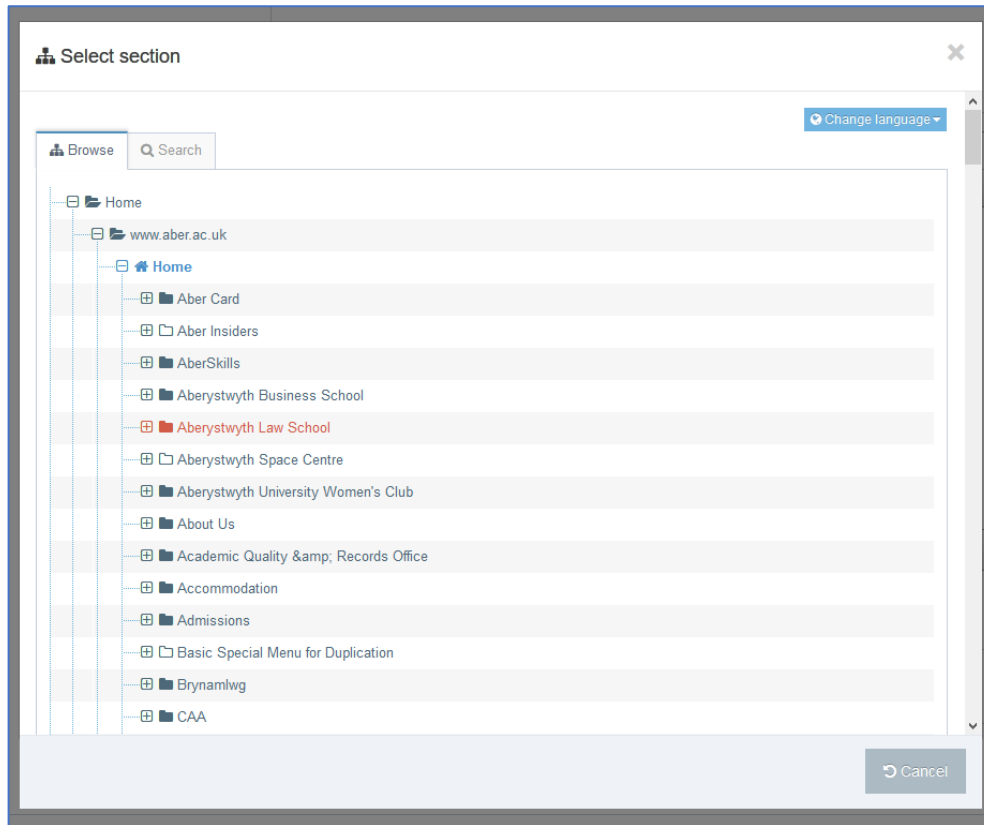 Select section
Change language
Browse
Search
Home
www.aber.ac.uk
Home
Aber Card
Aber Insiders
AberSkills
Aberystwyth Business School
Aberystwyth Law School
Aberystwyth Space Centre
Aberystwyth University Women's Club
About Us
Academic Quality &amp; Records Office
Accommodation
Admissions
Basic Special Menu for Duplication
Brynamlwg
CAA
Cancel